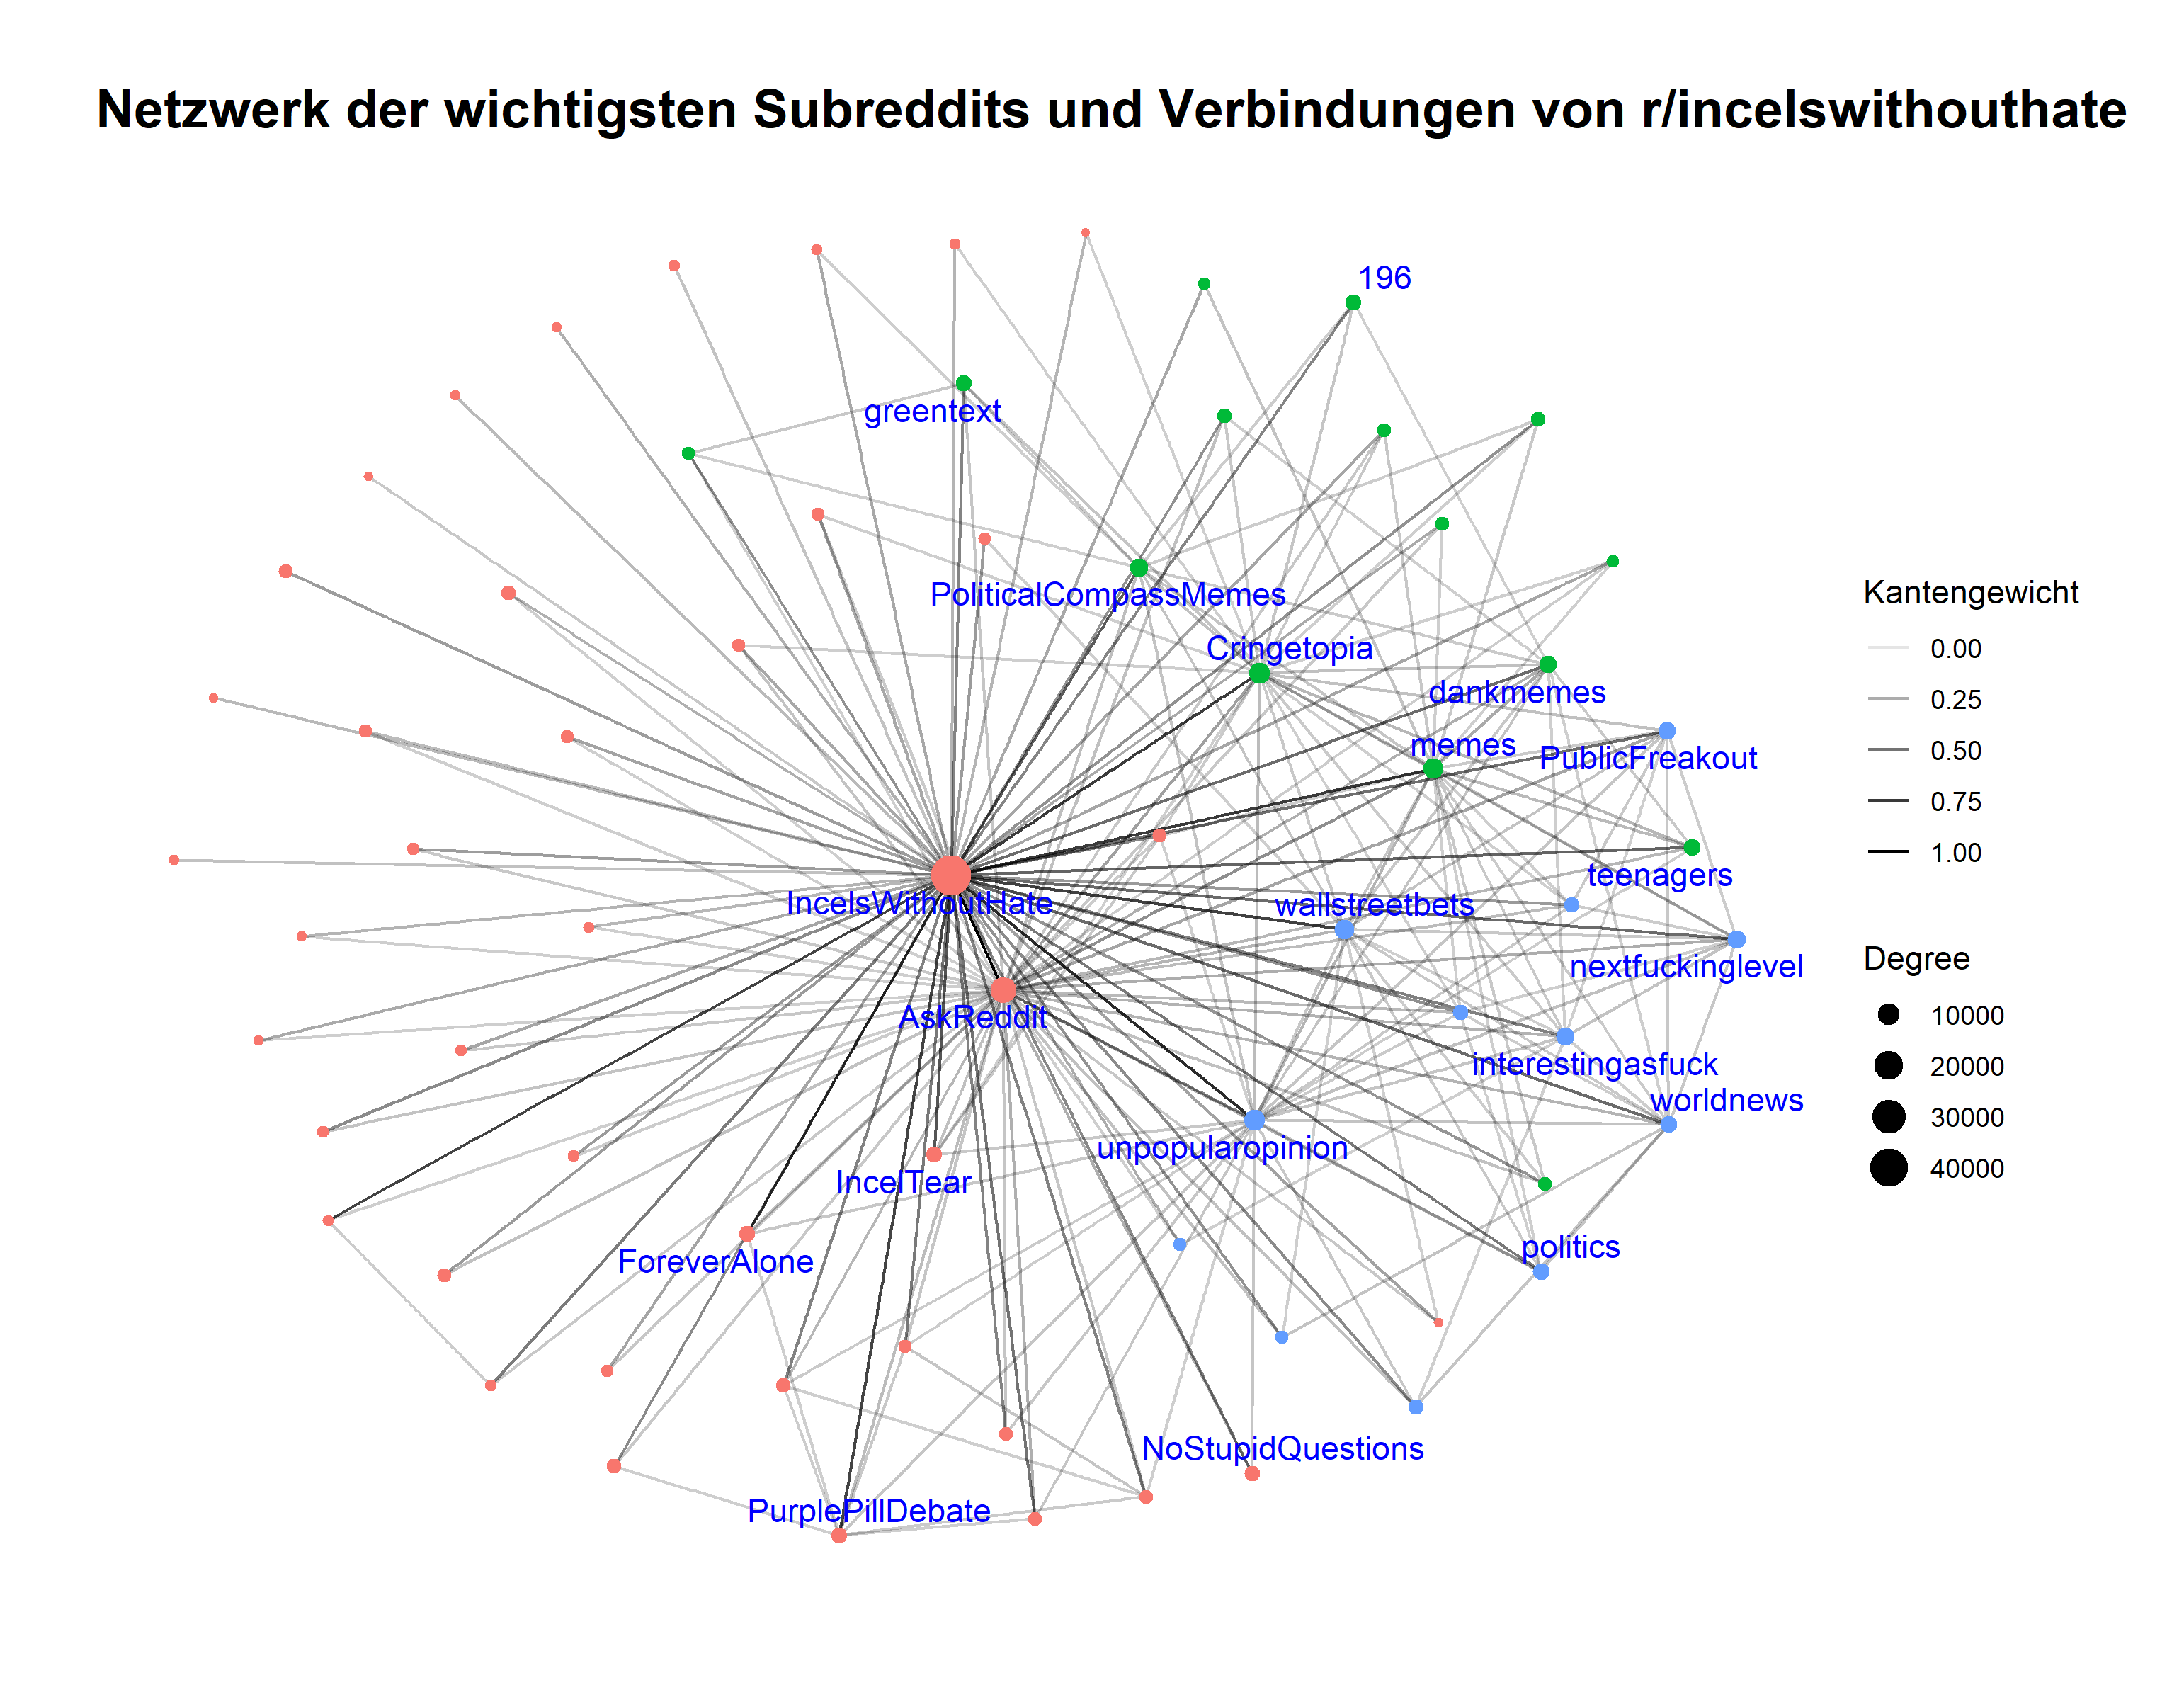 Netzwerk der wichtigsten Subreddits und Verbindungen von r/incelswithouthate
196
greentext
PoliticalCompassMemes
Cringetopia
dankmemes
memes
PublicFreakout
teenagers
IncelsWithoutHate
wallstreetbets
nextfuckinglevel
AskReddit
interestingasfuck
worldnews
unpopularopinion
IncelTear
politics
ForeverAlone
NoStupidQuestions
PurplePillDebate
Kantengewicht
0.00
0.25
0.50
0.75
1.00
Degree
10000
20000
30000
40000